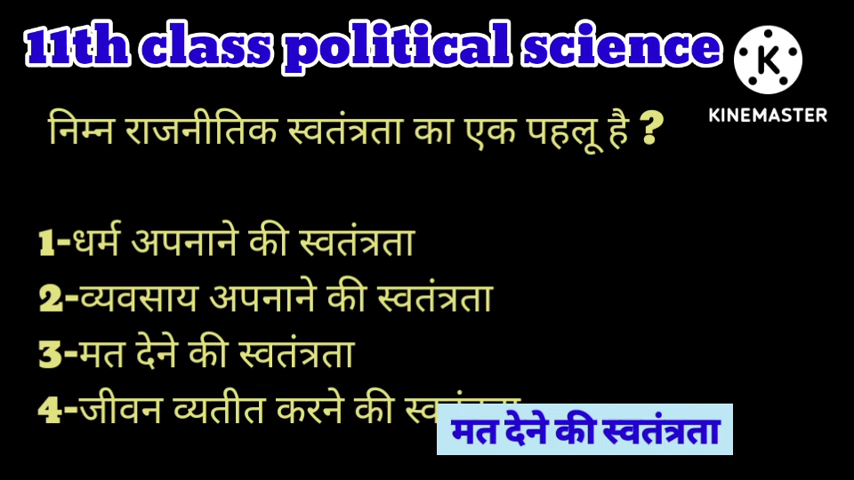 11th class political science
K
KINEMASTER
निम्न राजनीतिक स्वतंत्रता का एक पहलू है ?
1-धर्म अपनाने की स्वतंत्रता
2-व्यवसाय अपनाने की स्वतंत्रता
3-मत देने की स्वतंत्रता
4-जीवन व्यतीत करने की
मत देने की स्वतंत्रता